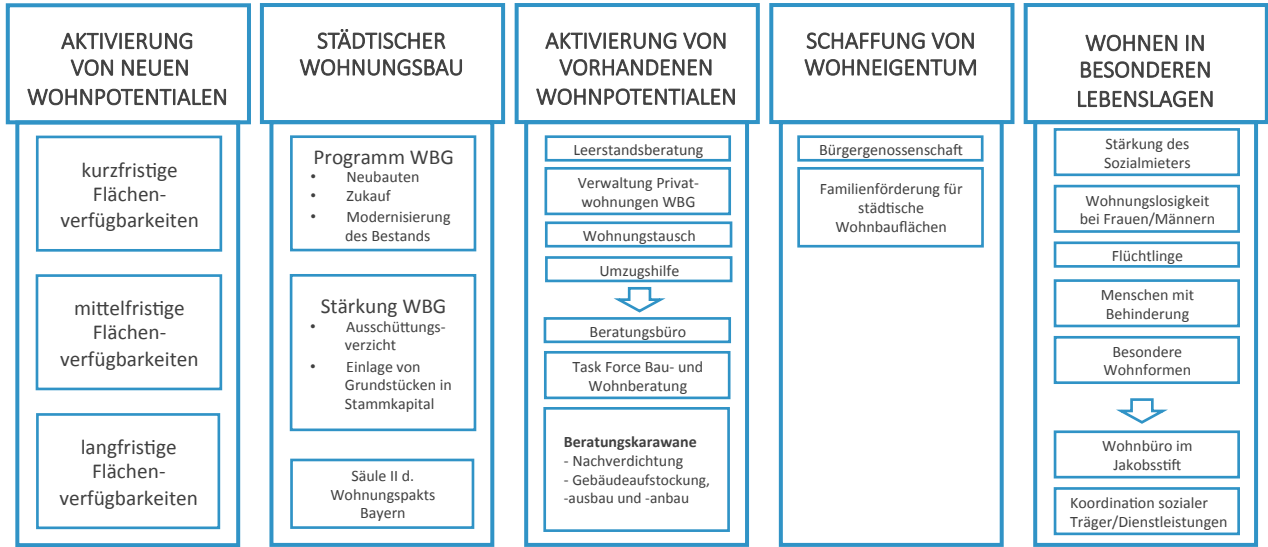 AKTIVIERUNG
VON NEUEN
WOHNPOTENTIALEN
kurzfristige
Flächen-
verfügbarkeiten
mittelfristige
Flächen-
verfügbarkeiten
langfristige
Flächen-
verfügbarkeiten
STÄDTISCHER
WOHNUNGSBAU
Programm WBG
• Neubauten
• Zukauf
• Modernisierung
des Bestands
Stärkung WBG
• Ausschüttungs-
verzicht
• Einlage von
Grundstücken in
Stammkapital
Säule II d.
Wohnungspakts
Bayern
AKTIVIERUNG VON
VORHANDENEN
WOHNPOTENTIALEN
Leerstandsberatung
Verwaltung Privat-
wohnungen WBG
Wohnungstausch
Umzugshilfe
Beratungsbüro
Task Force Bau- und
Wohnberatung
Beratungskarawane
- Nachverdichtung
- Gebäudeaufstockung,
-ausbau und -anbau
SCHAFFUNG VON
WOHNEIGENTUM
Bürgergenossenschaft
Familienförderung für
städtische
Wohnbauflächen
WOHNEN IN
BESONDEREN
LEBENSLAGEN
Stärkung des
Sozialmieters
Wohnungslosigkeit
bei Frauen/Männern
Flüchtlinge
Menschen mit
Behinderung
Besondere
Wohnformen
Wohnbüro im
Jakobsstift
Koordination sozialer
Träger/Dienstleistungen